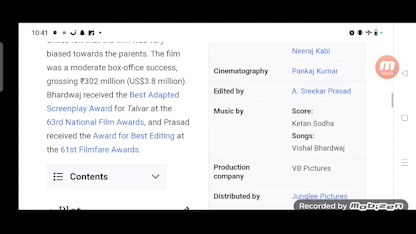 10:41
biased towards the parents. The film
was a moderate box-office success,
grossing ₹302 million (US$3.8 million).
Bhardwaj received the Best Adapted
Screenplay Award for Talvar at the
63rd National Film Awards, and Prasad
received the Award for Best Editing at
the 61st Filmfare Awards.
Contents
Neeraj Kabi
Cinematography Pankaj Kumar
Edited by A. Sreekar Prasad
Music by Score:
Ketan Sodha
Songs:
Vishal Bhardwaj
Production company VB Pictures
Distributed by Junglee Pictures
Recorded by MOBIZEN